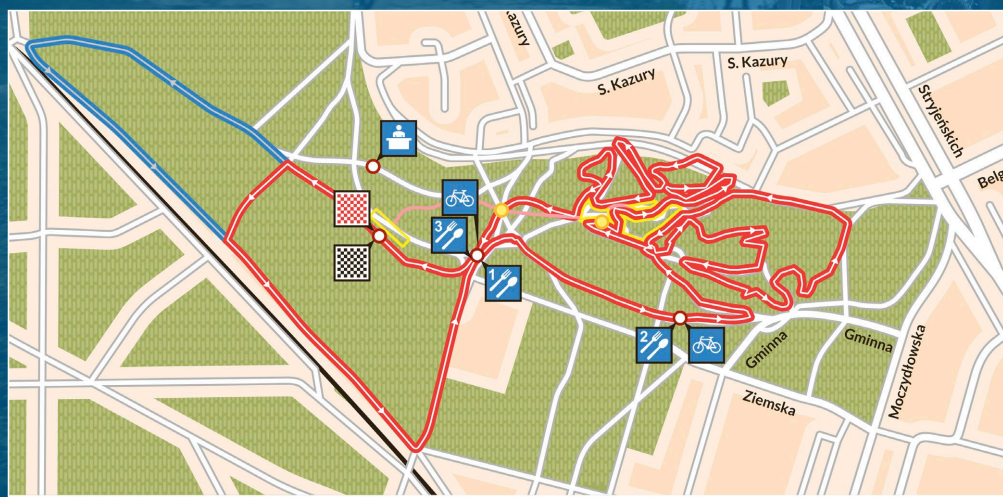 Kazury
S. Kazury
S. Kazury
Stryjeńskich
Belg
3
1
2
Gminna
Gminna
Moczydłowska
Ziemska